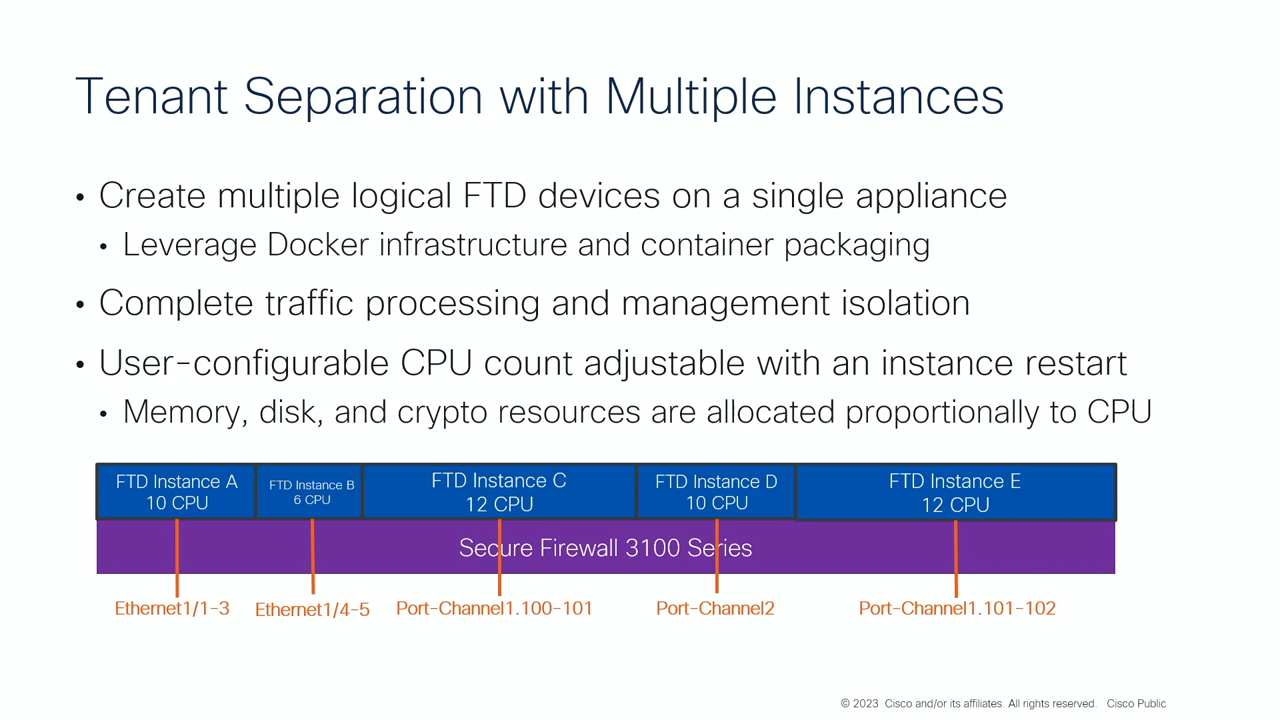 Tenant Separation with Multiple Instances
• Create multiple logical FTD devices on a single appliance
• Leverage Docker infrastructure and container packaging
• Complete traffic processing and management isolation
• User-configurable CPU count adjustable with an instance restart
• Memory, disk, and crypto resources are allocated proportionally to CPU
FTD Instance A
10 CPU
FTD Instance B
6 CPU
FTD Instance C
12 CPU
FTD Instance D
10 CPU
FTD Instance E
12 CPU
Secure Firewall 3100 Series
Ethernet1/1-3
Ethernet1/4-5
Port-Channel1.100-101
Port-Channel2
Port-Channel1.101-102
© 2023 Cisco and/or its affiliates. All rights reserved. Cisco Public